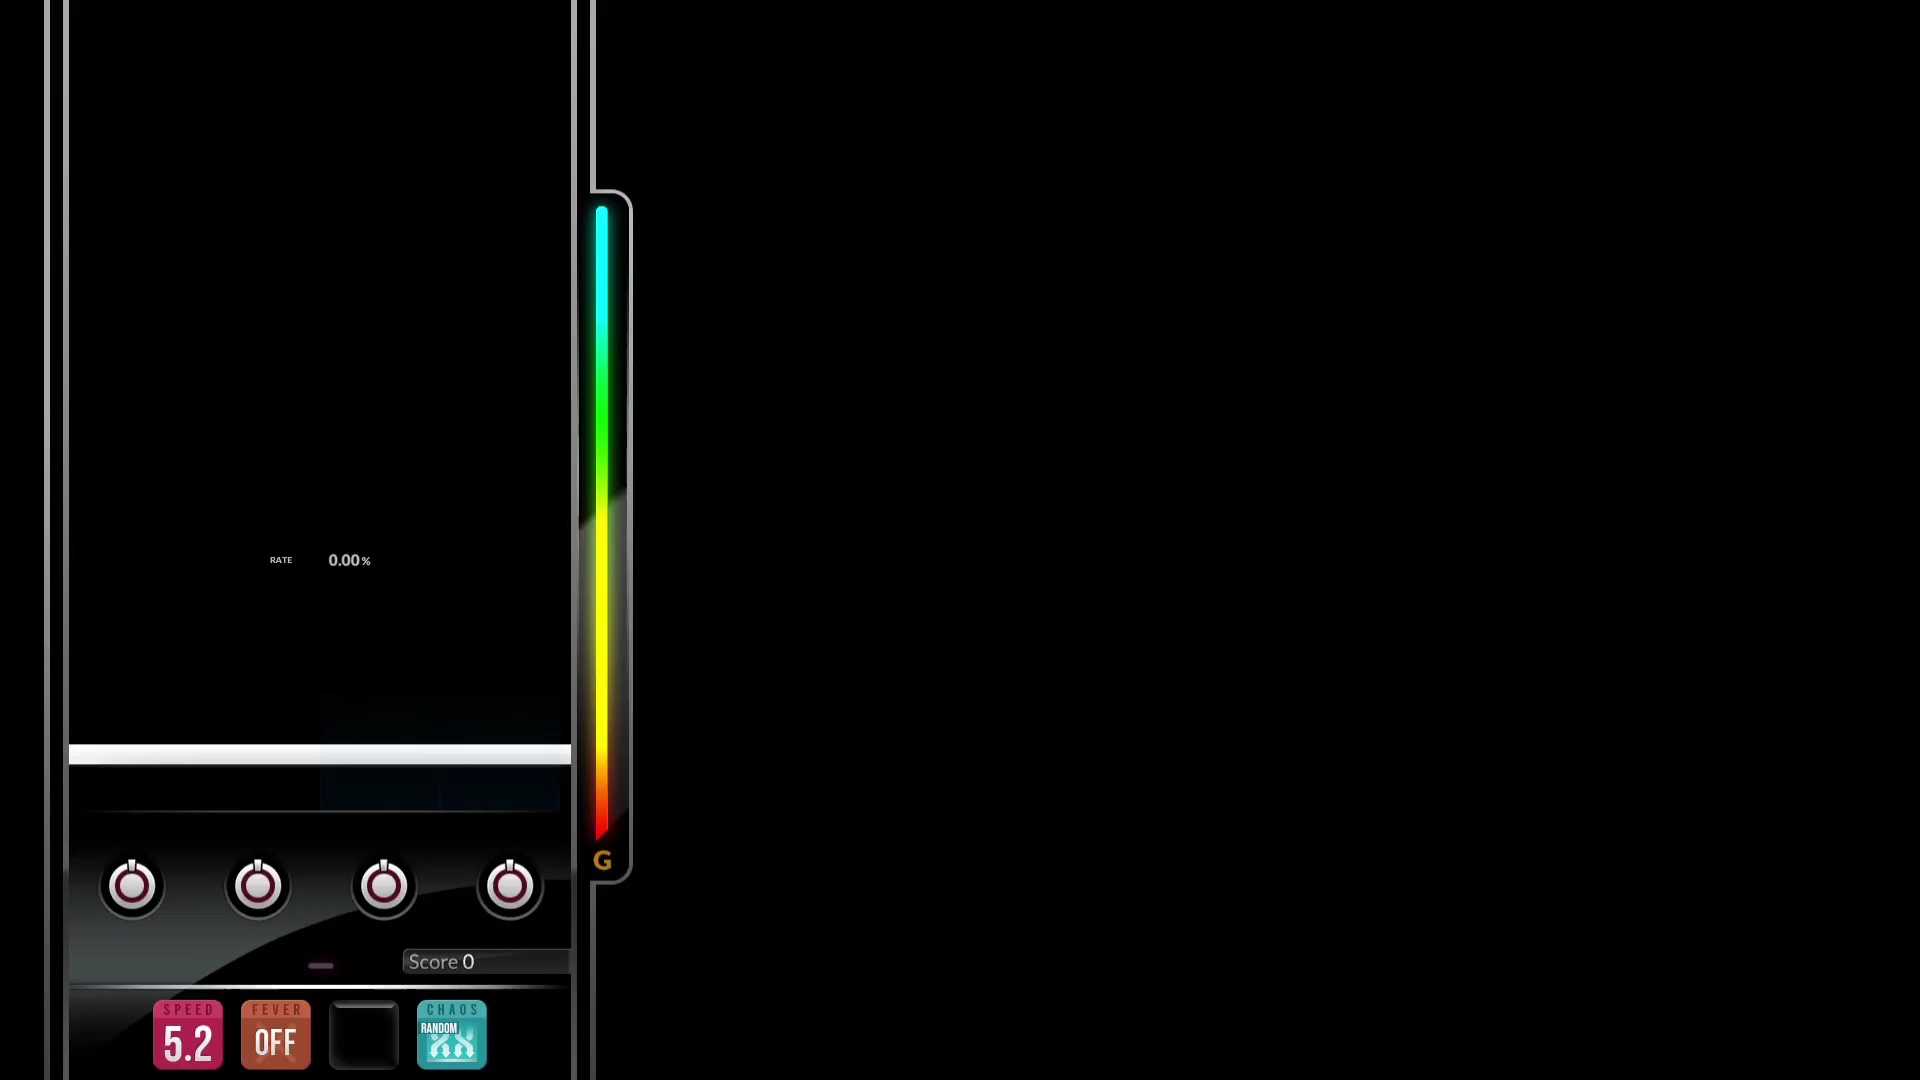 RATE 0.00%
G
Score 0
SPEED
5.2
FEVER
OFF
CHAOS
RANDOM